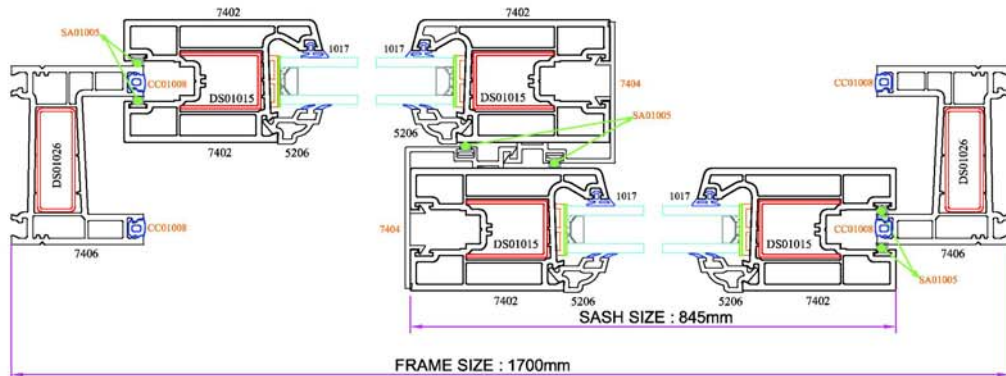 7402 7402
SA01005 1017 1017
CC01008 DS01015 DS01015 7404 CC01008
SA01005
7402 5206 5206
DS01026 DS01026
1017 1017
CC01008 7404 DS01015 DS01015 CC01008
7406 7406
SA01005
7402 5206 5206 7402
SASH SIZE : 845mm
FRAME SIZE : 1700mm